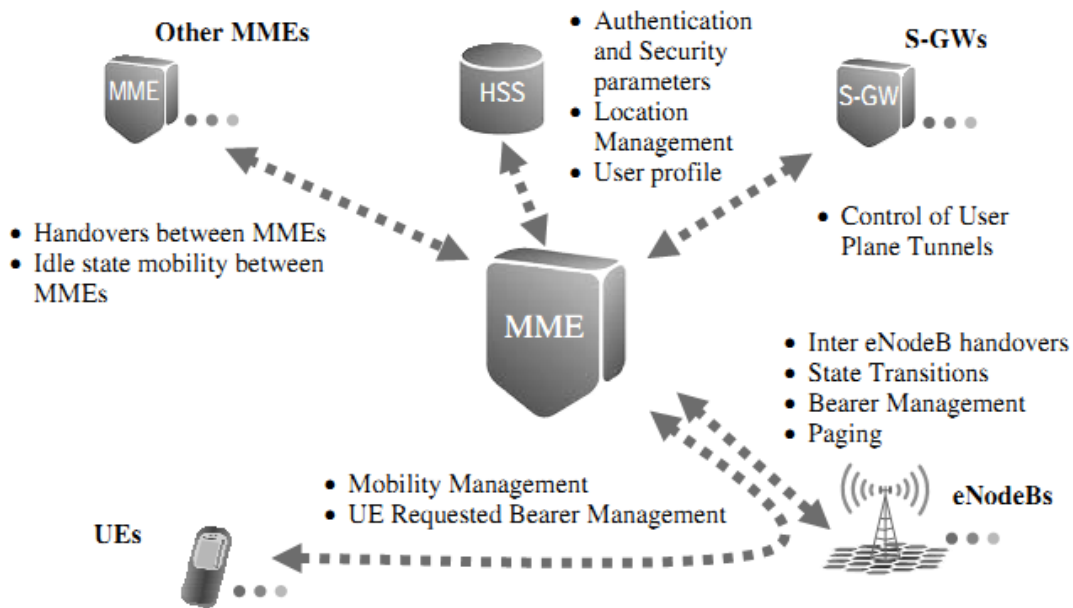 Other MMEs
MME
HSS
• Authentication
and Security
parameters
• Location
Management
• User profile
S-GWs
S-GW
• Handovers between MMEs
• Idle state mobility between
MMEs
• Control of User
Plane Tunnels
MME
• Inter eNodeB handovers
• State Transitions
• Bearer Management
• Paging
• Mobility Management
• UE Requested Bearer Management
eNodeBs
UEs